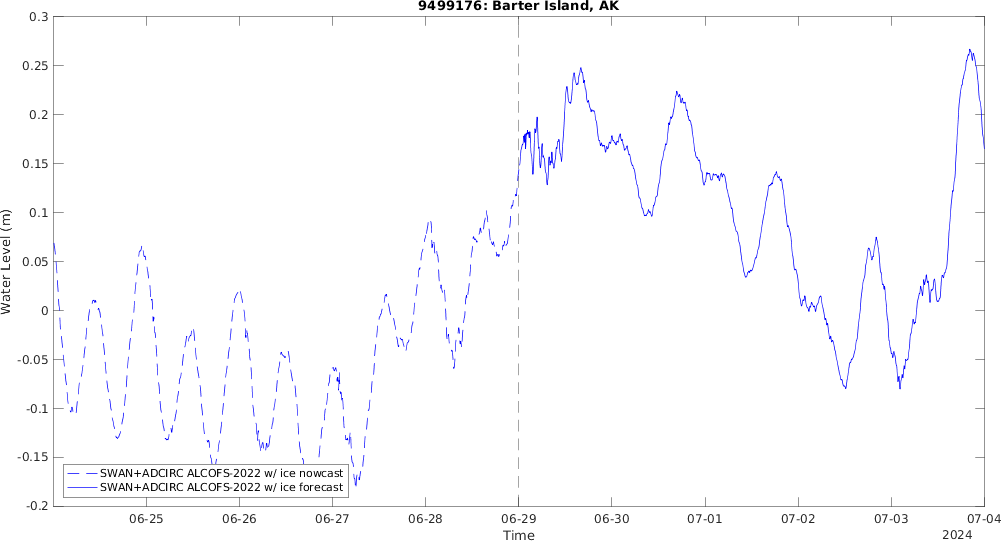 9499176: Barter Island, AK
0.3
0.25
0.2
0.15
0.1
0.05
0
-0.05
-0.1
-0.15
-0.2
Water Level (m)
SWAN+ADCIRC ALCOFS-2022 w/ ice nowcast
SWAN+ADCIRC ALCOFS-2022 w/ ice forecast
06-25 06-26 06-27 06-28 06-29 06-30 07-01 07-02 07-03 07-04
Time
2024